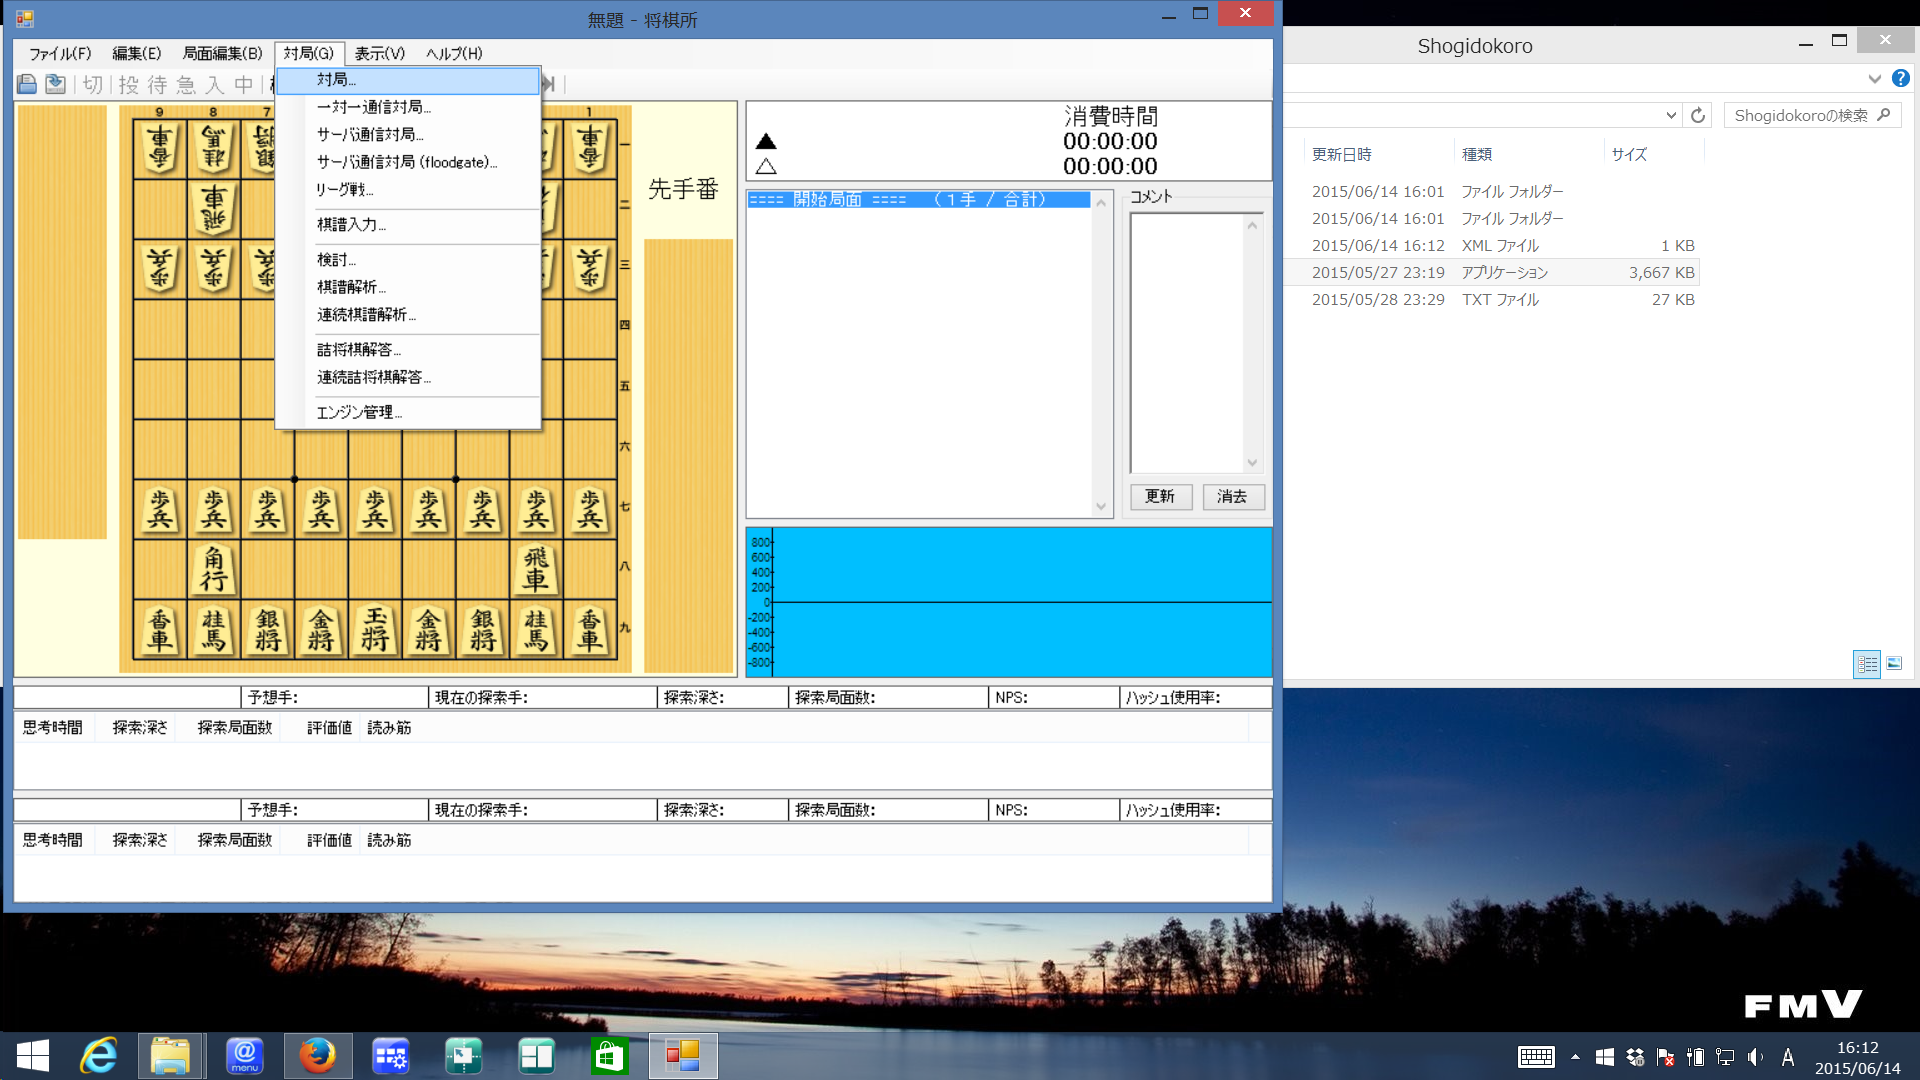 無題 - 将棋所
ファイル(F) 編集(E) 局面編集(B) 対局(G) 表示(V) ヘルプ(H)
切 投 待 急 入 中
対局...
一対一通信対局...
サーバ通信対局...
サーバ通信対局 (floodgate)...
リーグ戦...
棋譜入力...
検討...
棋譜解析...
連続棋譜解析...
詰将棋解答...
連続詰将棋解答...
エンジン管理...
9 8 7 1
香車 桂馬 銀将 香車
飛車
歩兵 歩兵 歩兵 歩兵
一
二
三
四
五
六
七
八
九
歩兵 歩兵 歩兵 歩兵 歩兵 歩兵 歩兵 歩兵 歩兵
角行 飛車
香車 桂馬 銀将 金将 玉将 金将 銀将 桂馬 香車
先手番
消費時間
▲ 00:00:00
△ 00:00:00
==== 開始局面 ==== （１手 / 合計）
コメント
更新 消去
800
600
400
200
0
-200
-400
-600
-800
予想手: 現在の探索手: 探索深さ: 探索局面数: NPS: ハッシュ使用率:
思考時間 探索深さ 探索局面数 評価値 読み筋
予想手: 現在の探索手: 探索深さ: 探索局面数: NPS: ハッシュ使用率:
思考時間 探索深さ 探索局面数 評価値 読み筋
Shogidokoro
Shogidokoroの検索
更新日時 種類 サイズ
2015/06/14 16:01 ファイル フォルダー
2015/06/14 16:01 ファイル フォルダー
2015/06/14 16:12 XML ファイル 1 KB
2015/05/27 23:19 アプリケーション 3,667 KB
2015/05/28 23:29 TXT ファイル 27 KB
FMV
@
menu
A
16:12
2015/06/14